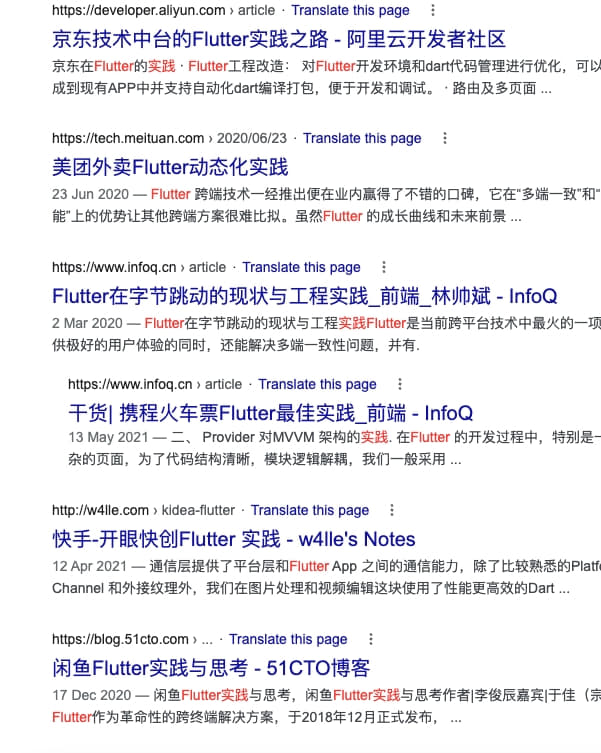 https://developer.aliyun.com › article · Translate this page
京东技术中台的Flutter实践之路 - 阿里云开发者社区
京东在Flutter的实践 · Flutter工程改造： 对Flutter开发环境和dart代码管理进行优化，可以
成到现有APP中并支持自动化dart编译打包，便于开发和调试。 · 路由及多页面 ...
https://tech.meituan.com › 2020/06/23 · Translate this page
美团外卖Flutter动态化实践
23 Jun 2020 — Flutter 跨端技术一经推出便在业内赢得了不错的口碑，它在“多端一致”和“
能”上的优势让其他跨端方案很难比拟。虽然Flutter 的成长曲线和未来前景 ...
https://www.infoq.cn › article · Translate this page
Flutter在字节跳动的现状与工程实践_前端_林帅斌 - InfoQ
2 Mar 2020 — Flutter在字节跳动的现状与工程实践Flutter是当前跨平台技术中最火的一项
供极好的用户体验的同时，还能解决多端一致性问题，并有.
https://www.infoq.cn › article · Translate this page
干货| 携程火车票Flutter最佳实践_前端 - InfoQ
13 May 2021 — 二、 Provider 对MVVM 架构的实践. 在Flutter 的开发过程中，特别是一
杂的页面，为了代码结构清晰，模块逻辑解耦，我们一般采用 ...
http://w4lle.com › kidea-flutter · Translate this page
快手-开眼快创Flutter 实践 - w4lle's Notes
12 Apr 2021 — 通信层提供了平台层和Flutter App 之间的通信能力，除了比较熟悉的Platfo
Channel 和外接纹理外，我们在图片处理和视频编辑这块使用了性能更高效的Dart ...
https://blog.51cto.com › ... · Translate this page
闲鱼Flutter实践与思考 - 51CTO博客
17 Dec 2020 — 闲鱼Flutter实践与思考，闲鱼Flutter实践与思考作者|李俊辰嘉宾|于佳（宗
Flutter作为革命性的跨终端解决方案，于2018年12月正式发布， ...